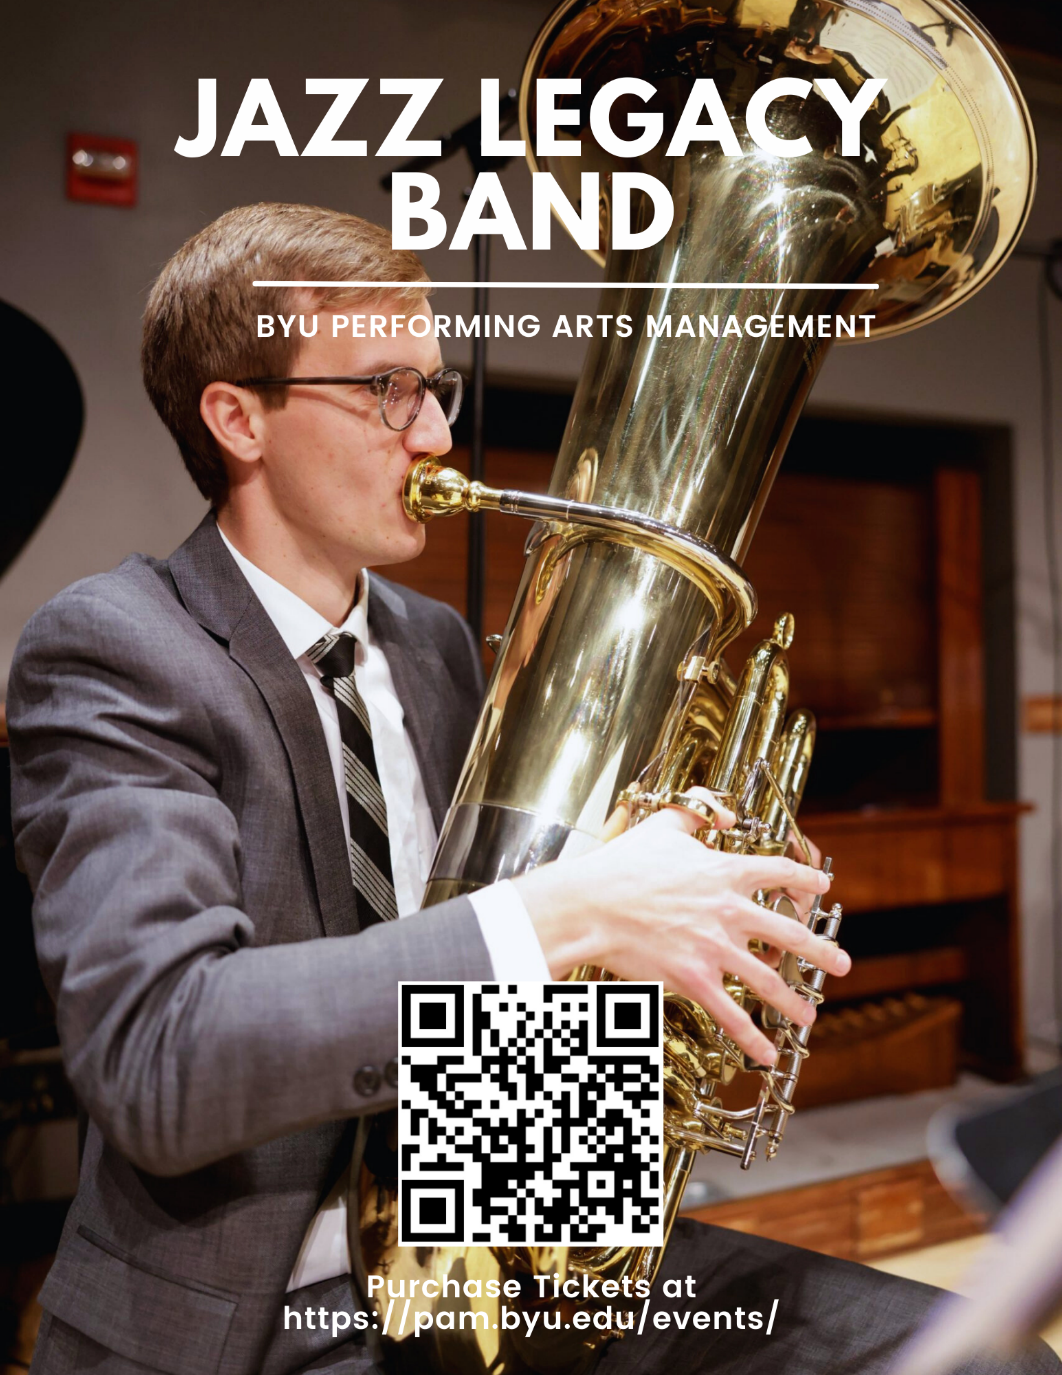 JAZZ LEGACY
BAND
BYU PERFORMING ARTS MANAGEMENT
Purchase Tickets at
https://pam.byu.edu/events/